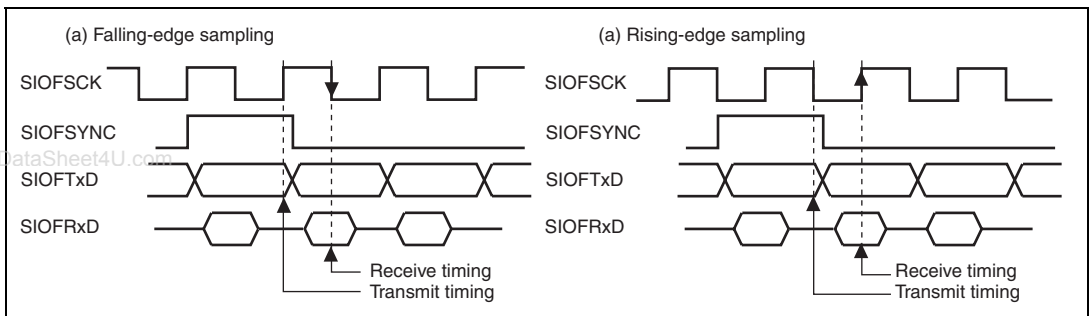 (a) Falling-edge sampling
SIOFSCK
SIOFSYNC
SIOFTxD
SIOFRxD
Receive timing
Transmit timing
(a) Rising-edge sampling
SIOFSCK
SIOFSYNC
SIOFTxD
SIOFRxD
Receive timing
Transmit timing
DataSheet4U.com